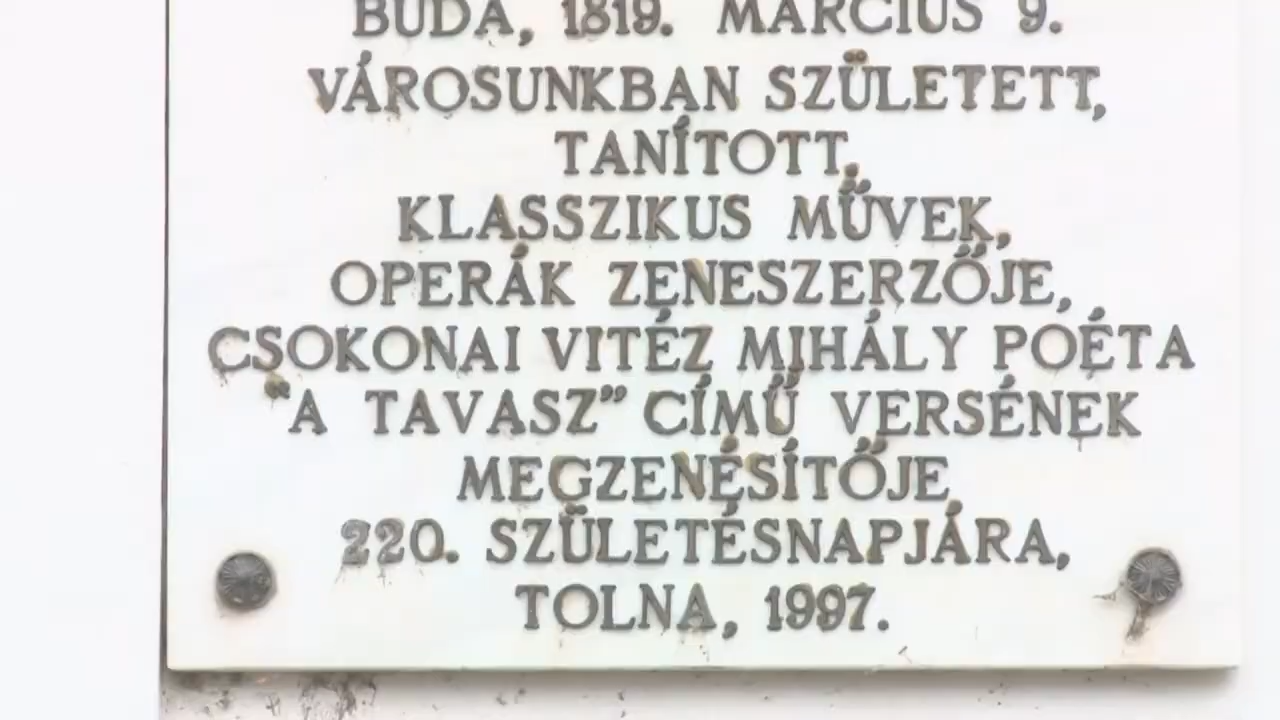 BUDA, 1819. MÁRCIUS 9.
VÁROSUNKBAN SZÜLETETT,
TANÍTOTT,
KLASSZIKUS MŰVEK,
OPERÁK ZENESZERZŐJE,
CSOKONAI VITÉZ MIHÁLY POÉTA
"A TAVASZ" CÍMŰ VERSÉNEK
MEGZENÉSÍTŐJE
220. SZÜLETÉSNAPJÁRA,
TOLNA, 1997.